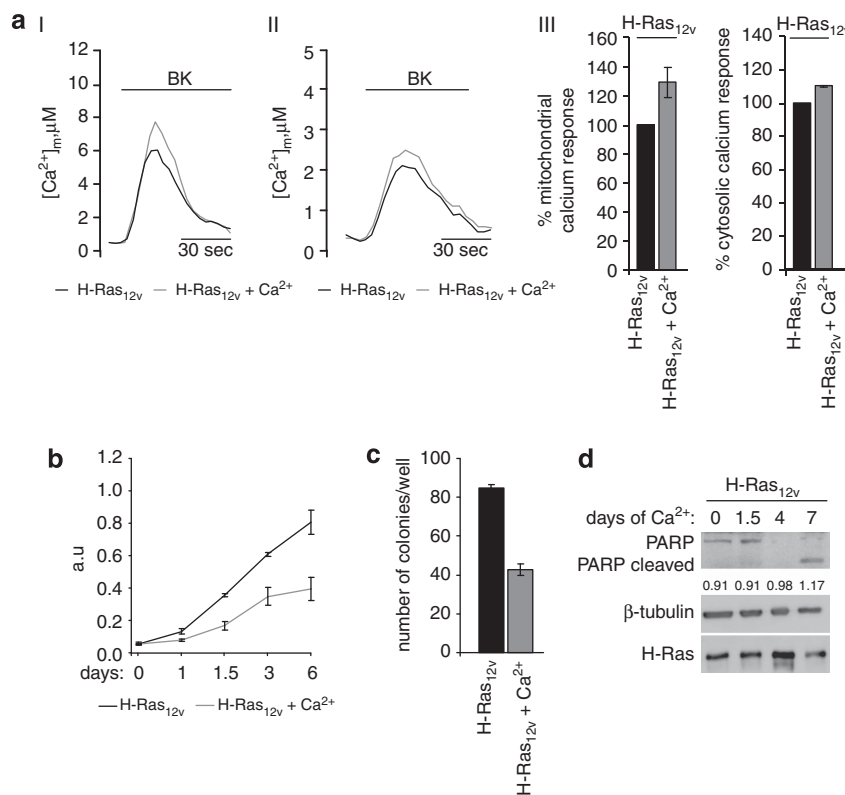 a I
12
10
8
6
4
2
0
[Ca²⁺]ₘ,μM
BK
30 sec
— H-Ras₁₂ᵥ — H-Ras₁₂ᵥ + Ca²⁺
II
5
4
3
2
1
0
[Ca²⁺]ₘ,μM
BK
30 sec
— H-Ras₁₂ᵥ — H-Ras₁₂ᵥ + Ca²⁺
III
H-Ras₁₂ᵥ
160
140
120
100
80
60
40
20
0
% mitochondrial
calcium response
H-Ras₁₂ᵥ
H-Ras₁₂ᵥ + Ca²⁺
H-Ras₁₂ᵥ
140
120
100
80
60
40
20
0
% cytosolic calcium response
H-Ras₁₂ᵥ
H-Ras₁₂ᵥ + Ca²⁺
b
1.2
1.0
0.8
0.6
0.4
0.2
0.0
a.u
days: 0 1 1.5 3 6
— H-Ras₁₂ᵥ — H-Ras₁₂ᵥ + Ca²⁺
c
100
80
60
40
20
0
number of colonies/well
H-Ras₁₂ᵥ
H-Ras₁₂ᵥ + Ca²⁺
d
H-Ras₁₂ᵥ
days of Ca²⁺: 0 1.5 4 7
PARP
PARP cleaved
0.91 0.91 0.98 1.17
β-tubulin
H-Ras